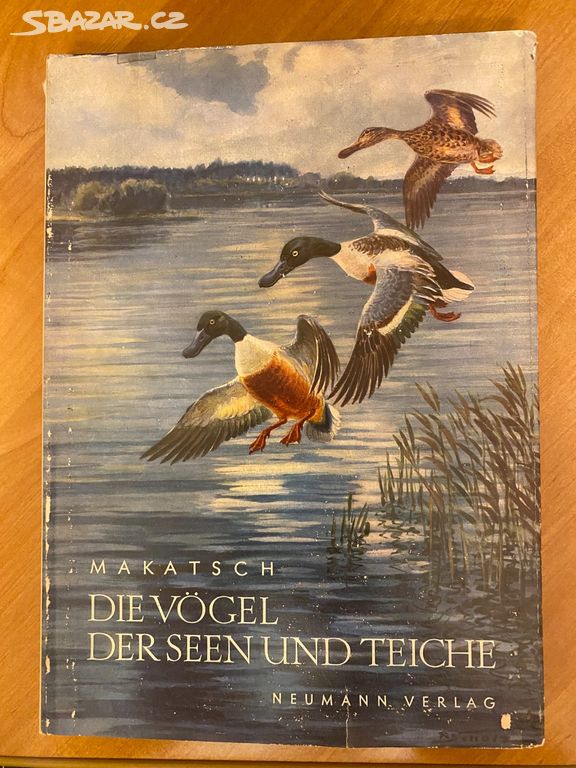 SBAZAR.CZ
MAKATSCH
DIE VÖGEL
DER SEEN UND TEICHE
NEUMANN VERLAG